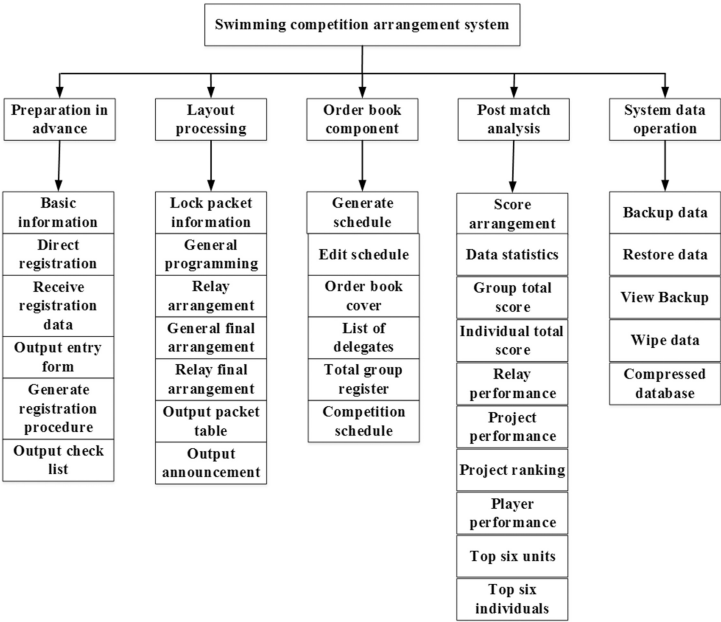 Swimming competition arrangement system
Preparation in
advance
Layout
processing
Order book
component
Post match
analysis
System data
operation
Basic
information
Direct
registration
Receive
registration
data
Output entry
form
Generate
registration
procedure
Output check
list
Lock packet
information
General
programming
Relay
arrangement
General final
arrangement
Relay final
arrangement
Output packet
table
Output
announcement
Generate
schedule
Edit schedule
Order book
cover
List of
delegates
Total group
register
Competition
schedule
Score
arrangement
Data statistics
Group total
score
Individual total
score
Relay
performance
Project
performance
Project ranking
Player
performance
Top six units
Top six
individuals
Backup data
Restore data
View Backup
Wipe data
Compressed
database